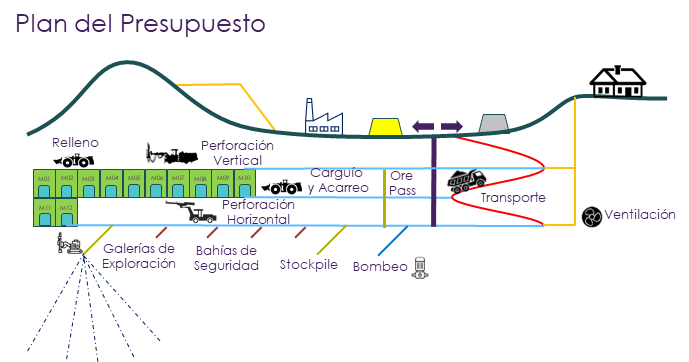 Plan del Presupuesto
Relleno
Perforación
Vertical
M01 M02 M03 M04 M05 M06 M07 M08 M09 M10
Carguío
y Acarreo
Ore
Pass
Transporte
M11 M12
Perforación
Horizontal
Ventilación
Galerías de
Exploración
Bahías de
Seguridad
Stockpile
Bombeo